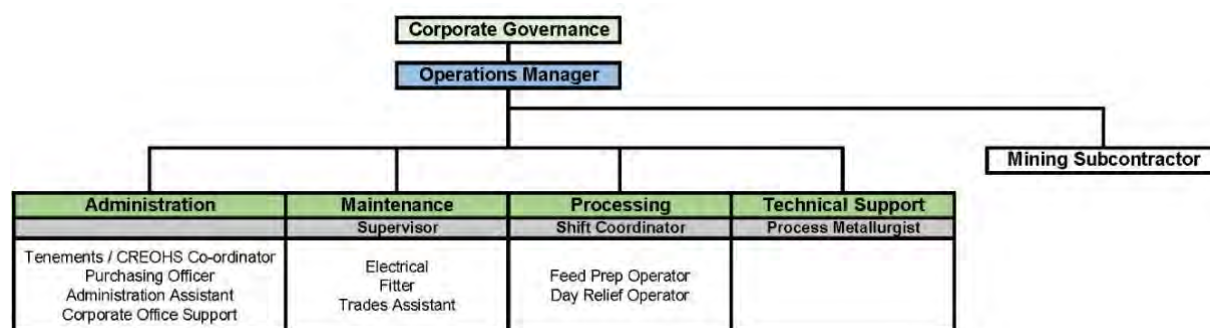 Corporate Governance
Operations Manager
Mining Subcontractor
Administration
Maintenance
Processing
Technical Support
Supervisor
Shift Coordinator
Process Metallurgist
Tenements / CREOHS Co-ordinator
Purchasing Officer
Administration Assistant
Corporate Office Support
Electrical
Fitter
Trades Assistant
Feed Prep Operator
Day Relief Operator